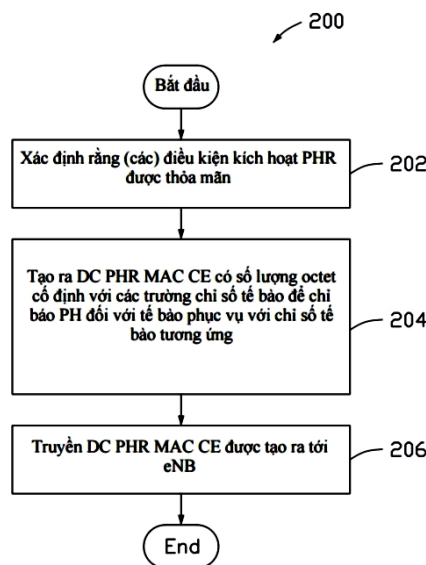 200
Bắt đầu
Xác định rằng (các) điều kiện kích hoạt PHR
được thỏa mãn
202
Tạo ra DC PHR MAC CE có số lượng octet
cố định với các trường chỉ số tế bào để chỉ
báo PH đối với tế bào phục vụ với chỉ số tế
bào tương ứng
204
Truyền DC PHR MAC CE được tạo ra tới
eNB
206
End